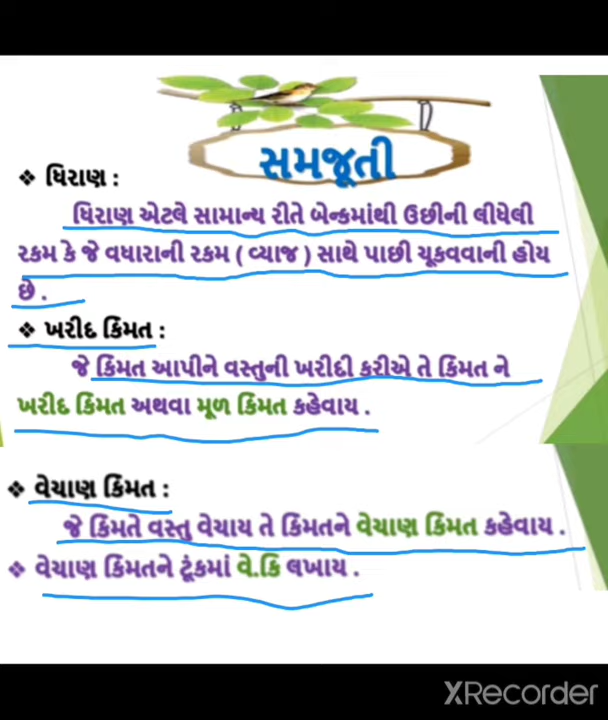 સમજૂતી
❖ ધિરાણ :
ધિરાણ એટલે સામાન્ય રીતે બેન્કમાંથી ઉછીની લીધેલી
રકમ કે જે વધારાની રકમ ( વ્યાજ ) સાથે પાછી ચૂકવવાની હોય
છે .
❖ ખરીદ કિંમત :
જે કિંમત આપીને વસ્તુની ખરીદી કરીએ તે કિંમત ને
ખરીદ કિંમત અથવા મૂળ કિંમત કહેવાય .
❖ વેચાણ કિંમત :
જે કિંમતે વસ્તુ વેચાય તે કિંમતને વેચાણ કિંમત કહેવાય .
❖ વેચાણ કિંમતને ટૂંકમાં વે.કિં લખાય .
XRecorder